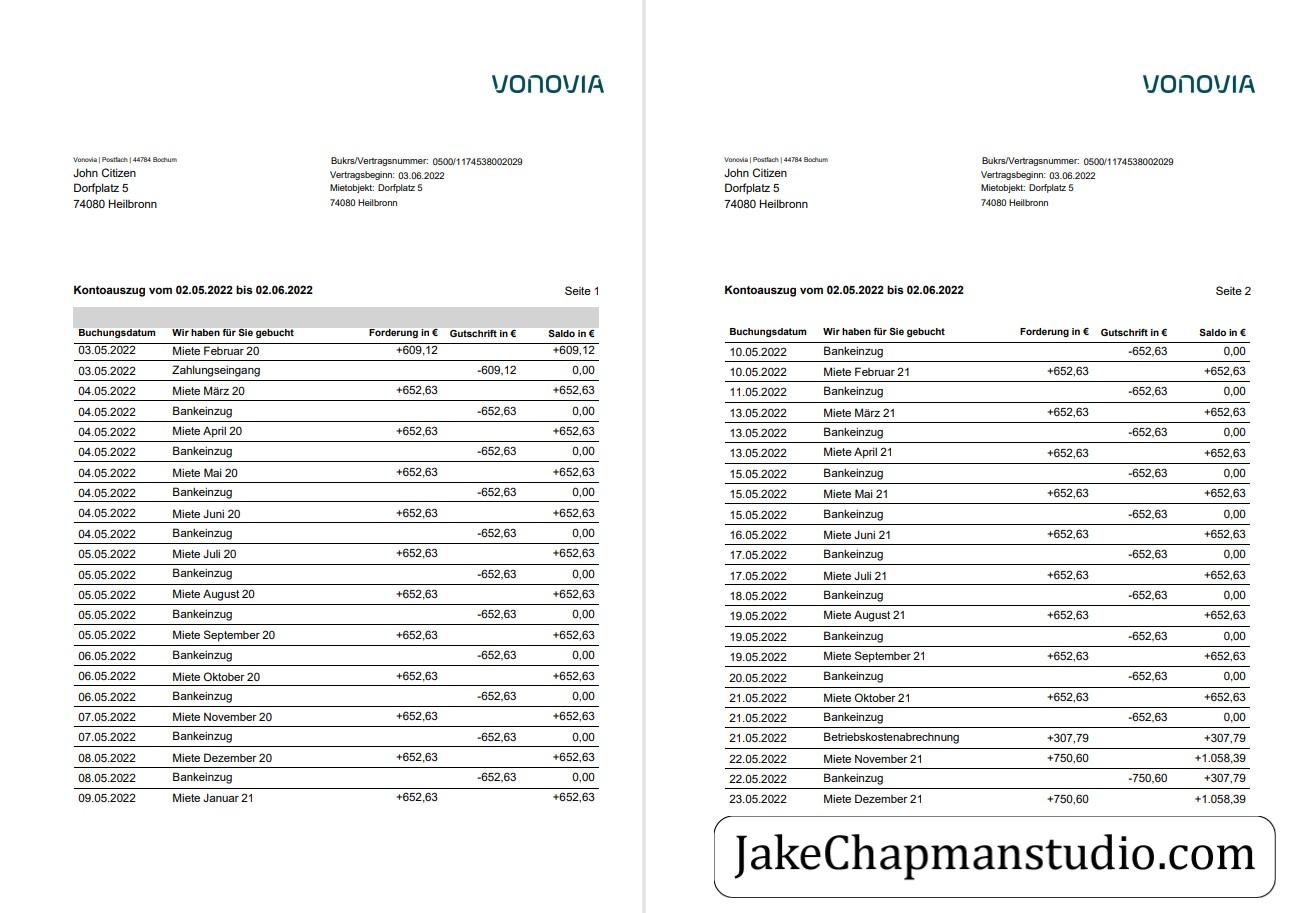 VONOVIA
Vonovia | Postfach | 44784 Bochum
John Citizen
Dorfplatz 5
74080 Heilbronn
Bukrs/Vertragsnummer: 0500/1174538002029
Vertragsbeginn: 03.06.2022
Mietobjekt: Dorfplatz 5
74080 Heilbronn
Kontoauszug vom 02.05.2022 bis 02.06.2022 Seite 1
Buchungsdatum Wir haben für Sie gebucht Forderung in € Gutschrift in € Saldo in €
03.05.2022 Miete Februar 20 +609,12 +609,12
03.05.2022 Zahlungseingang -609,12 0,00
04.05.2022 Miete März 20 +652,63 +652,63
04.05.2022 Bankeinzug -652,63 0,00
04.05.2022 Miete April 20 +652,63 +652,63
04.05.2022 Bankeinzug -652,63 0,00
04.05.2022 Miete Mai 20 +652,63 +652,63
04.05.2022 Bankeinzug -652,63 0,00
04.05.2022 Miete Juni 20 +652,63 +652,63
04.05.2022 Bankeinzug -652,63 0,00
05.05.2022 Miete Juli 20 +652,63 +652,63
05.05.2022 Bankeinzug -652,63 0,00
05.05.2022 Miete August 20 +652,63 +652,63
05.05.2022 Bankeinzug -652,63 0,00
05.05.2022 Miete September 20 +652,63 +652,63
06.05.2022 Bankeinzug -652,63 0,00
06.05.2022 Miete Oktober 20 +652,63 +652,63
06.05.2022 Bankeinzug -652,63 0,00
07.05.2022 Miete November 20 +652,63 +652,63
07.05.2022 Bankeinzug -652,63 0,00
08.05.2022 Miete Dezember 20 +652,63 +652,63
08.05.2022 Bankeinzug -652,63 0,00
09.05.2022 Miete Januar 21 +652,63 +652,63
VONOVIA
Vonovia | Postfach | 44784 Bochum
John Citizen
Dorfplatz 5
74080 Heilbronn
Bukrs/Vertragsnummer: 0500/1174538002029
Vertragsbeginn: 03.06.2022
Mietobjekt: Dorfplatz 5
74080 Heilbronn
Kontoauszug vom 02.05.2022 bis 02.06.2022 Seite 2
Buchungsdatum Wir haben für Sie gebucht Forderung in € Gutschrift in € Saldo in €
10.05.2022 Bankeinzug -652,63 0,00
10.05.2022 Miete Februar 21 +652,63 +652,63
11.05.2022 Bankeinzug -652,63 0,00
13.05.2022 Miete März 21 +652,63 +652,63
13.05.2022 Bankeinzug -652,63 0,00
13.05.2022 Miete April 21 +652,63 +652,63
15.05.2022 Bankeinzug -652,63 0,00
15.05.2022 Miete Mai 21 +652,63 +652,63
15.05.2022 Bankeinzug -652,63 0,00
16.05.2022 Miete Juni 21 +652,63 +652,63
17.05.2022 Bankeinzug -652,63 0,00
17.05.2022 Miete Juli 21 +652,63 +652,63
18.05.2022 Bankeinzug -652,63 0,00
19.05.2022 Miete August 21 +652,63 +652,63
19.05.2022 Bankeinzug -652,63 0,00
19.05.2022 Miete September 21 +652,63 +652,63
20.05.2022 Bankeinzug -652,63 0,00
21.05.2022 Miete Oktober 21 +652,63 +652,63
21.05.2022 Bankeinzug -652,63 0,00
21.05.2022 Betriebskostenabrechnung +307,79 +307,79
22.05.2022 Miete November 21 +750,60 +1.058,39
22.05.2022 Bankeinzug -750,60 +307,79
23.05.2022 Miete Dezember 21 +750,60 +1.058,39
JakeChapmanstudio.com